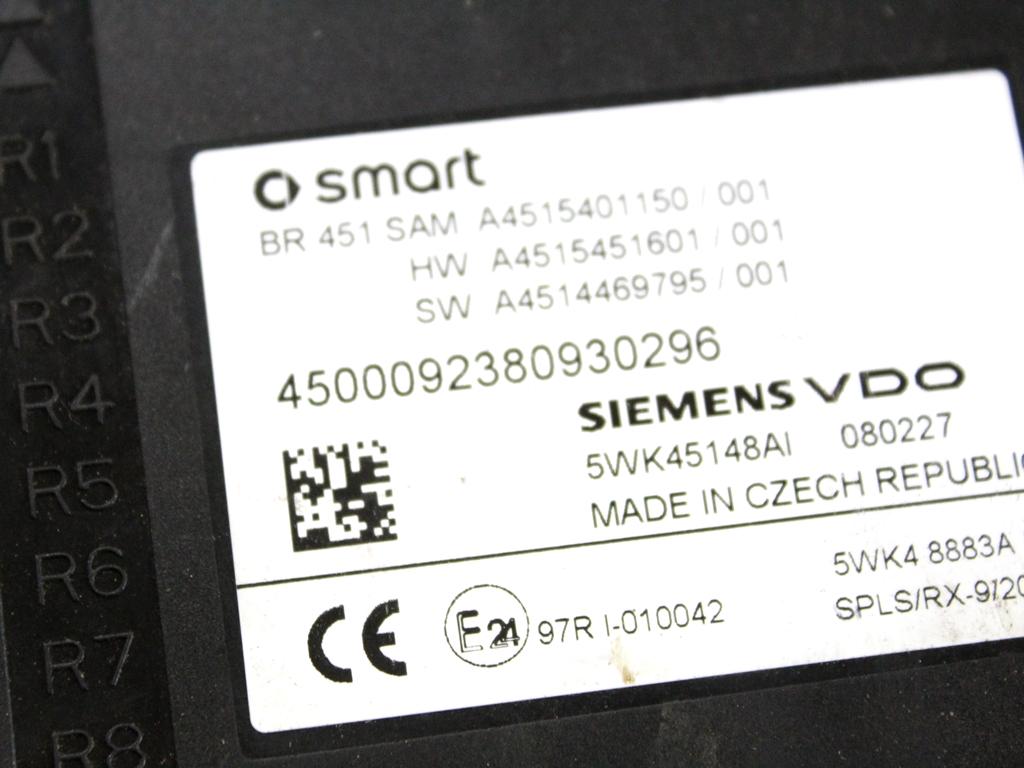 smart
BR 451 SAM A4515401150 / 001
HW A4515451601 / 001
SW A4514469795 / 001
4500092380930296
SIEMENS VDO
5WK45148AI 080227
MADE IN CZECH REPUBLIC
5WK4 8883A
SPLS/RX-9/20
CE E24 97R I-010042
R1
R2
R3
R4
R5
R6
R7
R8